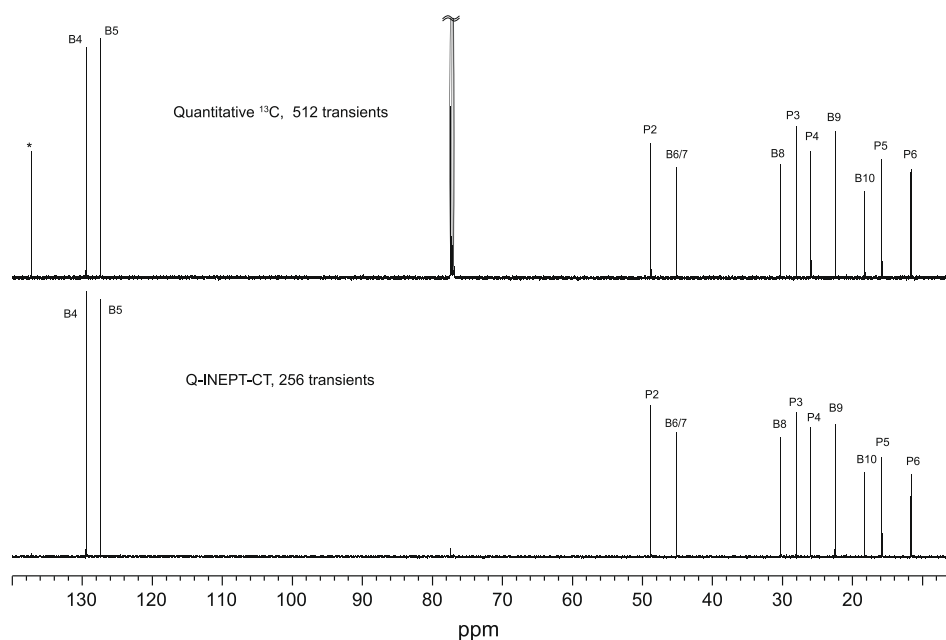 B4
B5
Quantitative ¹³C, 512 transients
*
P2
B6/7
B8
P3
P4
B9
B10
P5
P6
B4
B5
Q-INEPT-CT, 256 transients
P2
B6/7
B8
P3
P4
B9
B10
P5
P6
130 120 110 100 90 80 70 60 50 40 30 20
ppm